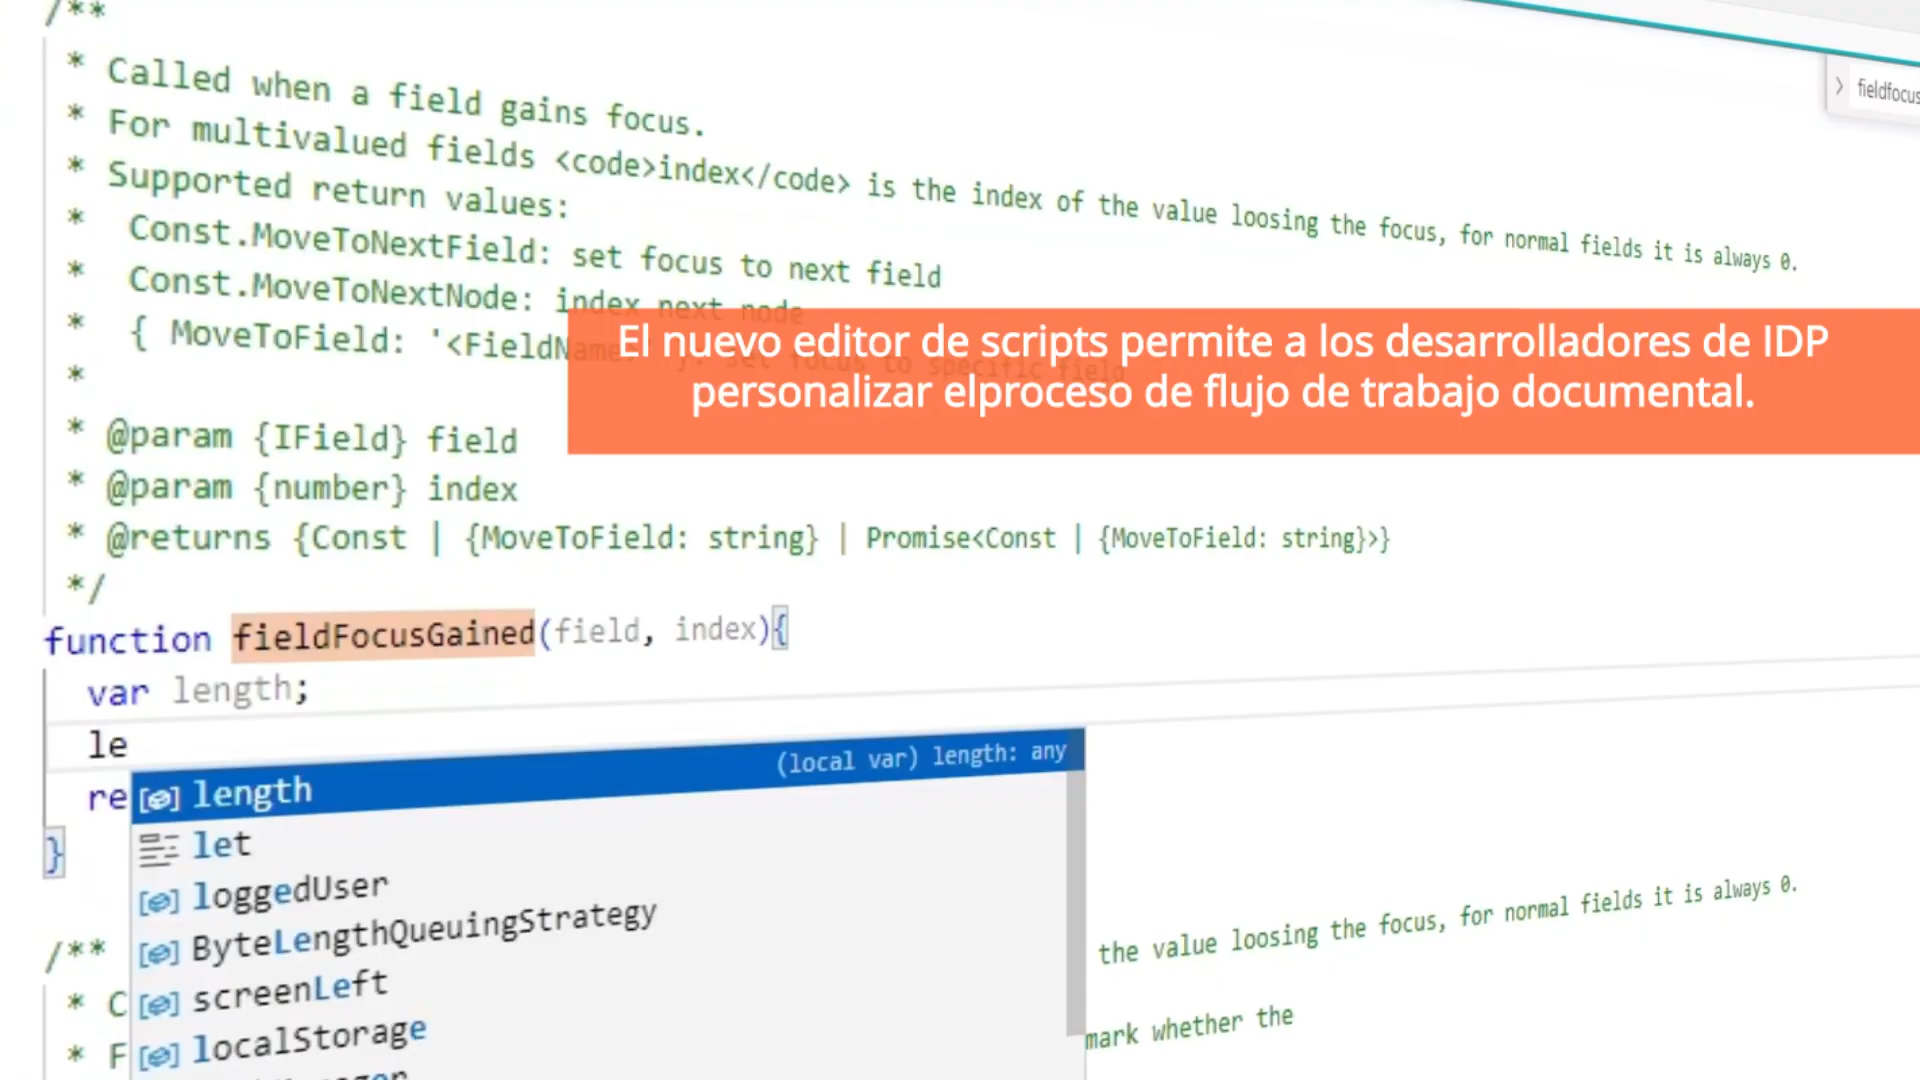 /**
* Called when a field gains focus.
* For multivalued fields <code>index</code> is the index of the value loosing the focus, for normal fields it is always 0.
* Supported return values:
*  Const.MoveToNextField: set focus to next field
*  Const.MoveToNextNode: index next node
*  { MoveToField: '<FieldName>' }: set focus to specific field
*
* @param {IField} field
* @param {number} index
* @returns {Const | {MoveToField: string} | Promise<Const | {MoveToField: string}>}
*/
function fieldFocusGained(field, index){
var length;
le
re
}
fieldfocus
El nuevo editor de scripts permite a los desarrolladores de IDP
personalizar elproceso de flujo de trabajo documental.
length (local var) length: any
let
loggedUser
ByteLengthQueuingStrategy
screenLeft
localStorage
/**
* C
the value loosing the focus, for normal fields it is always 0.
* F
mark whether the